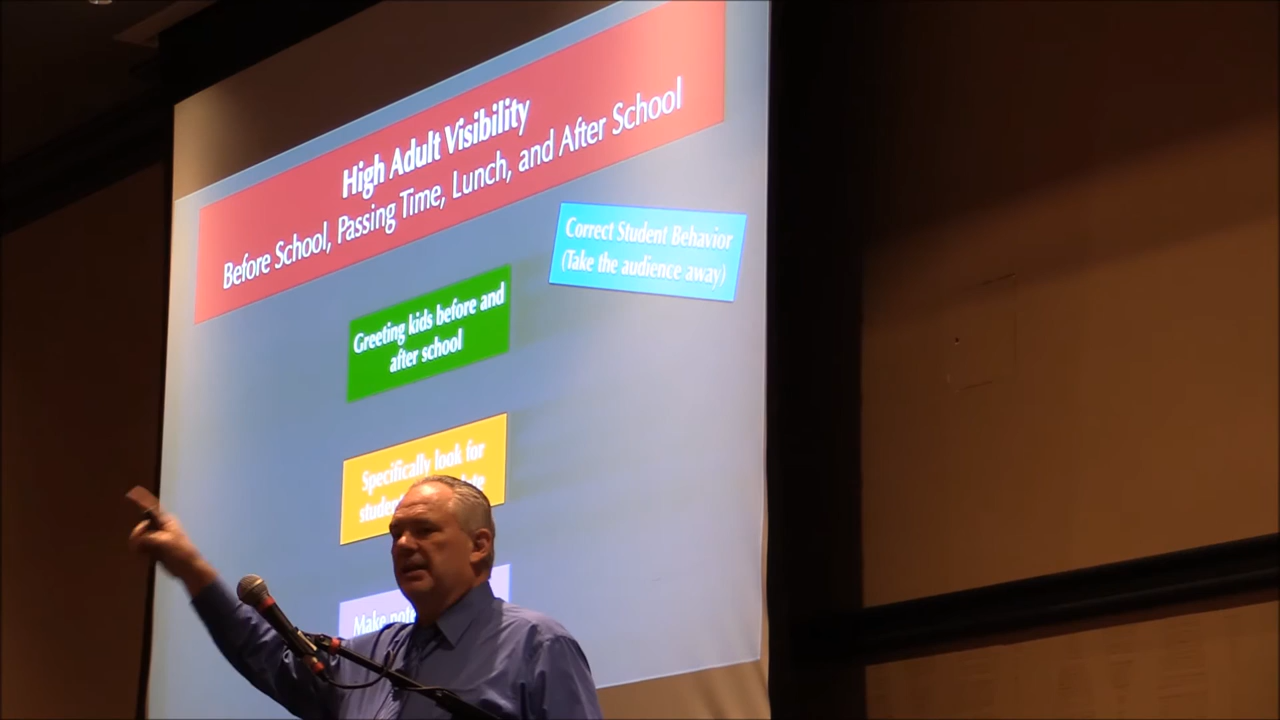 High Adult Visibility
Before School, Passing Time, Lunch, and After School
Correct Student Behavior
(Take the audience away)
Greeting kids before and
after school
Specifically look for
Make